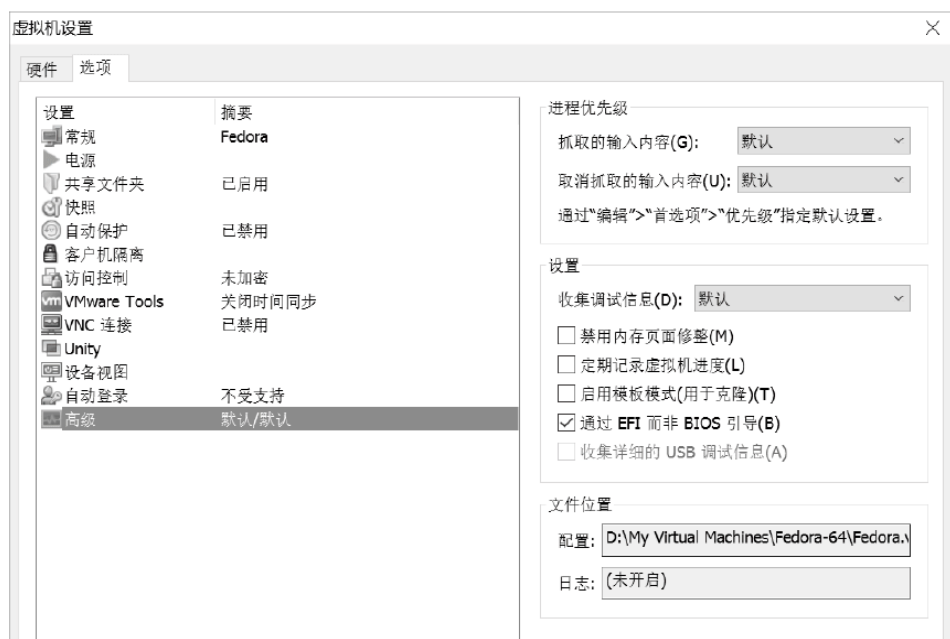 虚拟机设置
硬件 选项
设置 摘要
常规 Fedora
电源
共享文件夹 已启用
快照
自动保护 已禁用
客户机隔离
访问控制 未加密
VMware Tools 关闭时间同步
VNC 连接 已禁用
Unity
设备视图
自动登录 不受支持
高级 默认/默认
进程优先级
抓取的输入内容(G): 默认
取消抓取的输入内容(U): 默认
通过“编辑”>“首选项”>“优先级”指定默认设置。
设置
收集调试信息(D): 默认
禁用内存页面修整(M)
定期记录虚拟机进度(L)
启用模板模式(用于克隆)(T)
通过 EFI 而非 BIOS 引导(B)
收集详细的 USB 调试信息(A)
文件位置
配置: D:\My Virtual Machines\Fedora-64\Fedora.v
日志: (未开启)